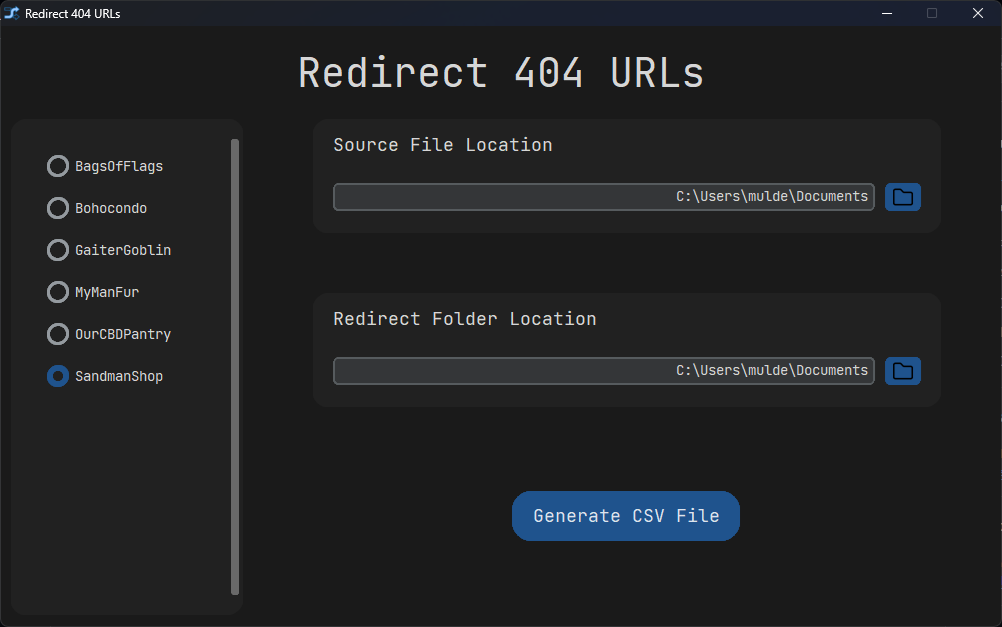 Redirect 404 URLs
Redirect 404 URLs
BagsOfFlags
Bohocondo
GaiterGoblin
MyManFur
OurCBDPantry
SandmanShop
Source File Location
C:\Users\mulde\Documents
Redirect Folder Location
C:\Users\mulde\Documents
Generate CSV File